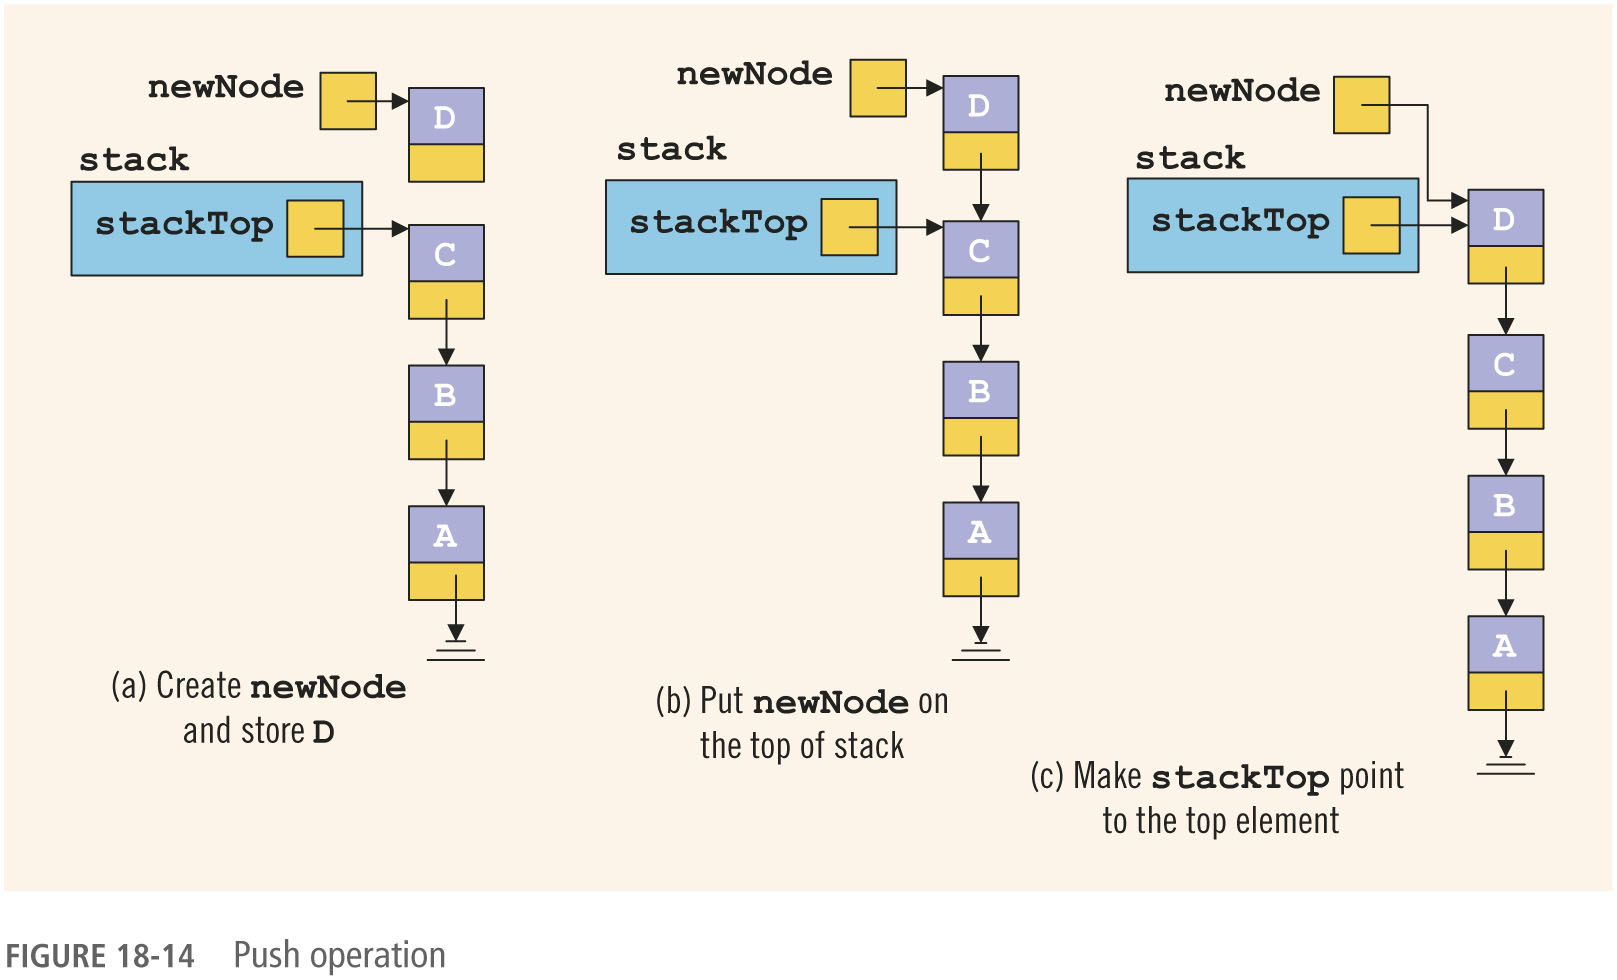 newNode
D
stack
stackTop
C
B
A
(a) Create newNode
and store D
newNode
D
stack
stackTop
C
B
A
(b) Put newNode on
the top of stack
newNode
stack
stackTop
D
C
B
A
(c) Make stackTop point
to the top element
FIGURE 18-14 Push operation